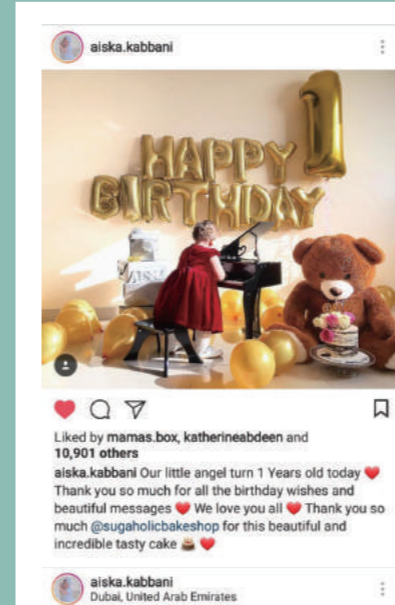 aiska.kabbani
HAPPY
1
BIRTHDAY
Liked by mamas.box, katherineabdeen and
10,901 others
aiska.kabbani Our little angel turn 1 Years old today ❤️
Thank you so much for all the birthday wishes and
beautiful messages ❤️ We love you all ❤️ Thank you so
much @sugaholicbakeshop for this beautiful and
incredible tasty cake 🎂 ❤️
aiska.kabbani
Dubai, United Arab Emirates